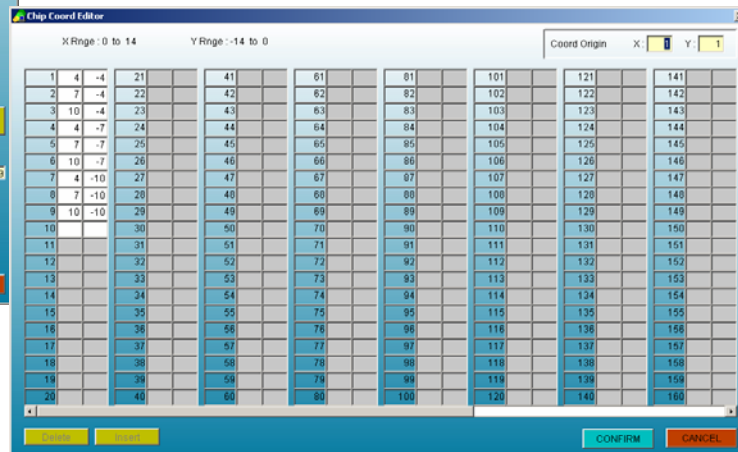 Chip Coord Editor
X Rnge : 0 to 14 Y Rnge : -14 to 0 Coord Origin X : 1 Y : 1
1 4 -4 21 41 61 81 101 121 141
2 7 -4 22 42 62 82 102 122 142
3 10 -4 23 43 63 83 103 123 143
4 4 -7 24 44 64 84 104 124 144
5 7 -7 25 45 65 85 105 125 145
6 10 -7 26 46 66 86 106 126 146
7 4 -10 27 47 67 87 107 127 147
8 7 -10 28 48 68 88 108 128 148
9 10 -10 29 49 69 89 109 129 149
10 30 50 70 90 110 130 150
11 31 51 71 91 111 131 151
12 32 52 72 92 112 132 152
13 33 53 73 93 113 133 153
14 34 54 74 94 114 134 154
15 35 55 75 95 115 135 155
16 36 56 76 96 116 136 156
17 37 57 77 97 117 137 157
18 38 58 78 98 118 138 158
19 39 59 79 99 119 139 159
20 40 60 80 100 120 140 160
Delete Insert CONFIRM CANCEL